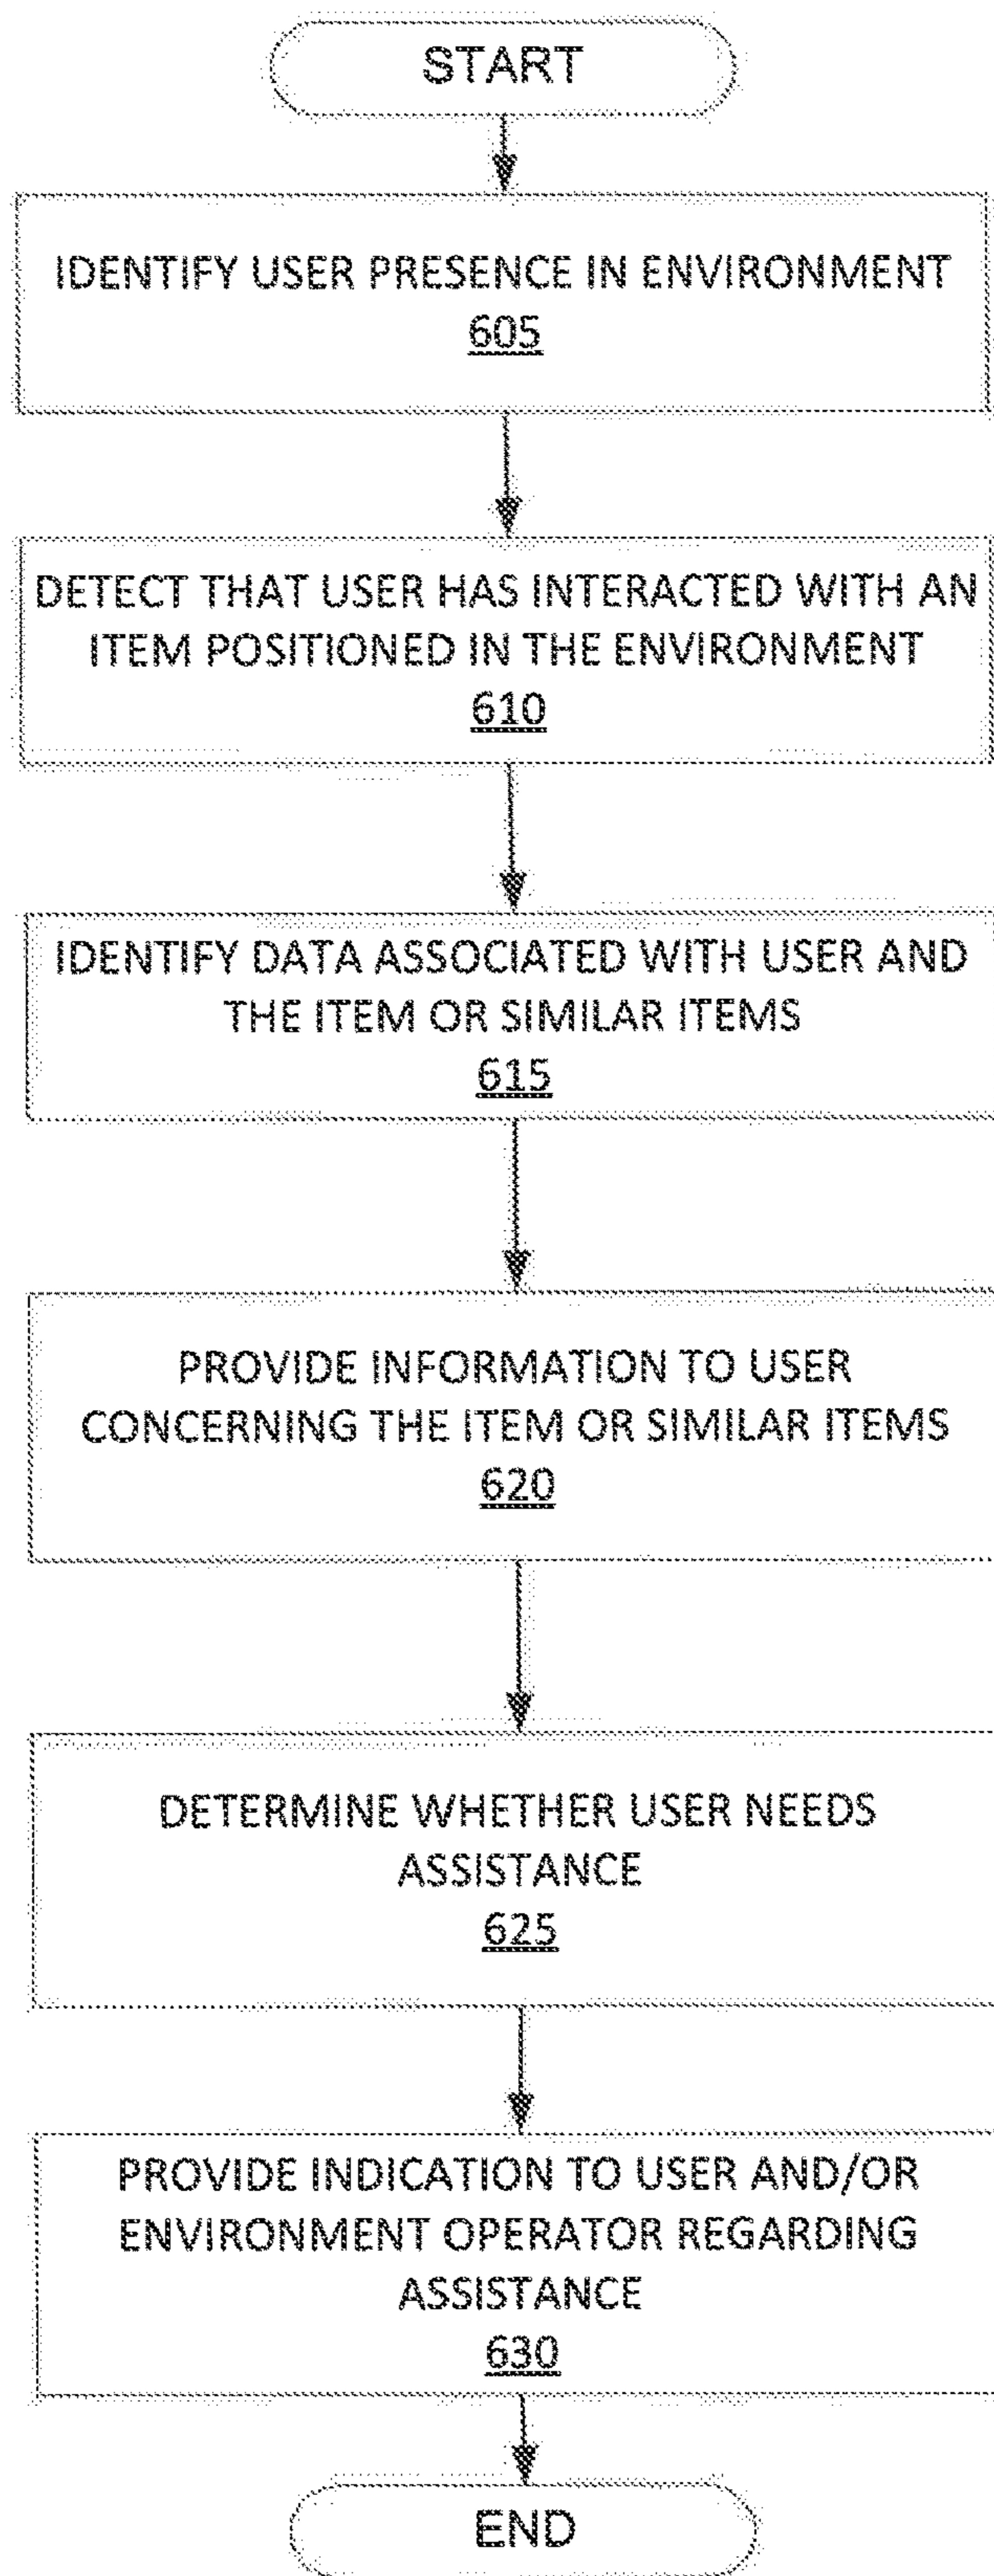 START
IDENTIFY USER PRESENCE IN ENVIRONMENT
605
DETECT THAT USER HAS INTERACTED WITH AN
ITEM POSITIONED IN THE ENVIRONMENT
610
IDENTIFY DATA ASSOCIATED WITH USER AND
THE ITEM OR SIMILAR ITEMS
615
PROVIDE INFORMATION TO USER
CONCERNING THE ITEM OR SIMILAR ITEMS
620
DETERMINE WHETHER USER NEEDS
ASSISTANCE
625
PROVIDE INDICATION TO USER AND/OR
ENVIRONMENT OPERATOR REGARDING
ASSISTANCE
630
END